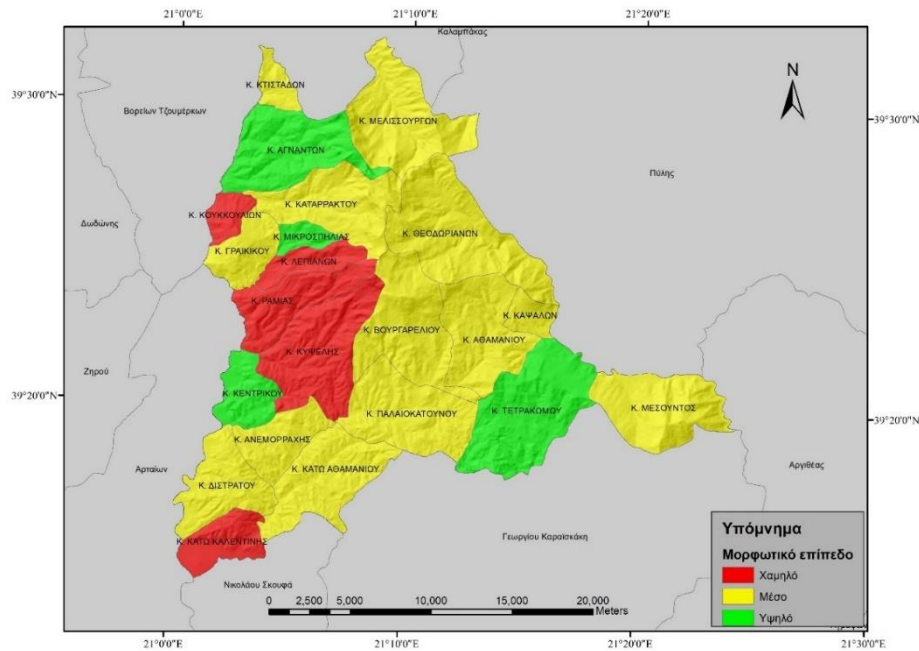 21°0'0"E 21°10'0"E 21°20'0"E
Καλαμπάκας
39°30'0"N
39°30'0"N
N
Βορείων Τζουμέρκων
Κ. ΚΤΙΣΤΑΔΩΝ
Κ. ΜΕΛΙΣΣΟΥΡΓΩΝ
Κ. ΑΓΝΑΝΤΩΝ
Πύλης
Κ. ΚΑΤΑΡΡΑΚΤΟΥ
Κ. ΚΟΥΚΚΟΥΛΙΩΝ
Δωδώνης
Κ. ΘΕΟΔΩΡΙΑΝΩΝ
Κ. ΜΙΚΡΟΣΠΗΛΙΑΣ
Κ. ΓΡΑΙΚΙΚΟΥ
Κ. ΛΕΠΙΑΝΩΝ
Κ. ΡΑΜΙΑΣ
Κ. ΚΑΨΑΛΩΝ
Κ. ΒΟΥΡΓΑΡΕΛΙΟΥ
Κ. ΑΘΑΜΑΝΙΟΥ
Κ. ΚΥΨΕΛΗΣ
Ζηρού
Κ. ΚΕΝΤΡΙΚΟΥ
39°20'0"N
Κ. ΜΕΣΟΥΝΤΟΣ
Κ. ΠΑΛΑΙΟΚΑΤΟΥΝΟΥ
Κ. ΤΕΤΡΑΚΩΜΟΥ
39°20'0"N
Κ. ΑΝΕΜΟΡΡΑΧΗΣ
Αρταίων
Κ. ΚΑΤΩ ΑΘΑΜΑΝΙΟΥ
Αργιθέας
Κ. ΔΙΣΤΡΑΤΟΥ
Υπόμνημα
Κ. ΚΑΤΩ ΚΑΛΕΝΤΙΝΗΣ
Γεωργίου Καραϊσκάκη
Μορφωτικό επίπεδο
Χαμηλό
Νικολάου Σκουφά
Μέσο
0 2,500 5,000 10,000 15,000 20,000
Meters
Υψηλό
21°0'0"E 21°10'0"E 21°20'0"E 21°30'0"E